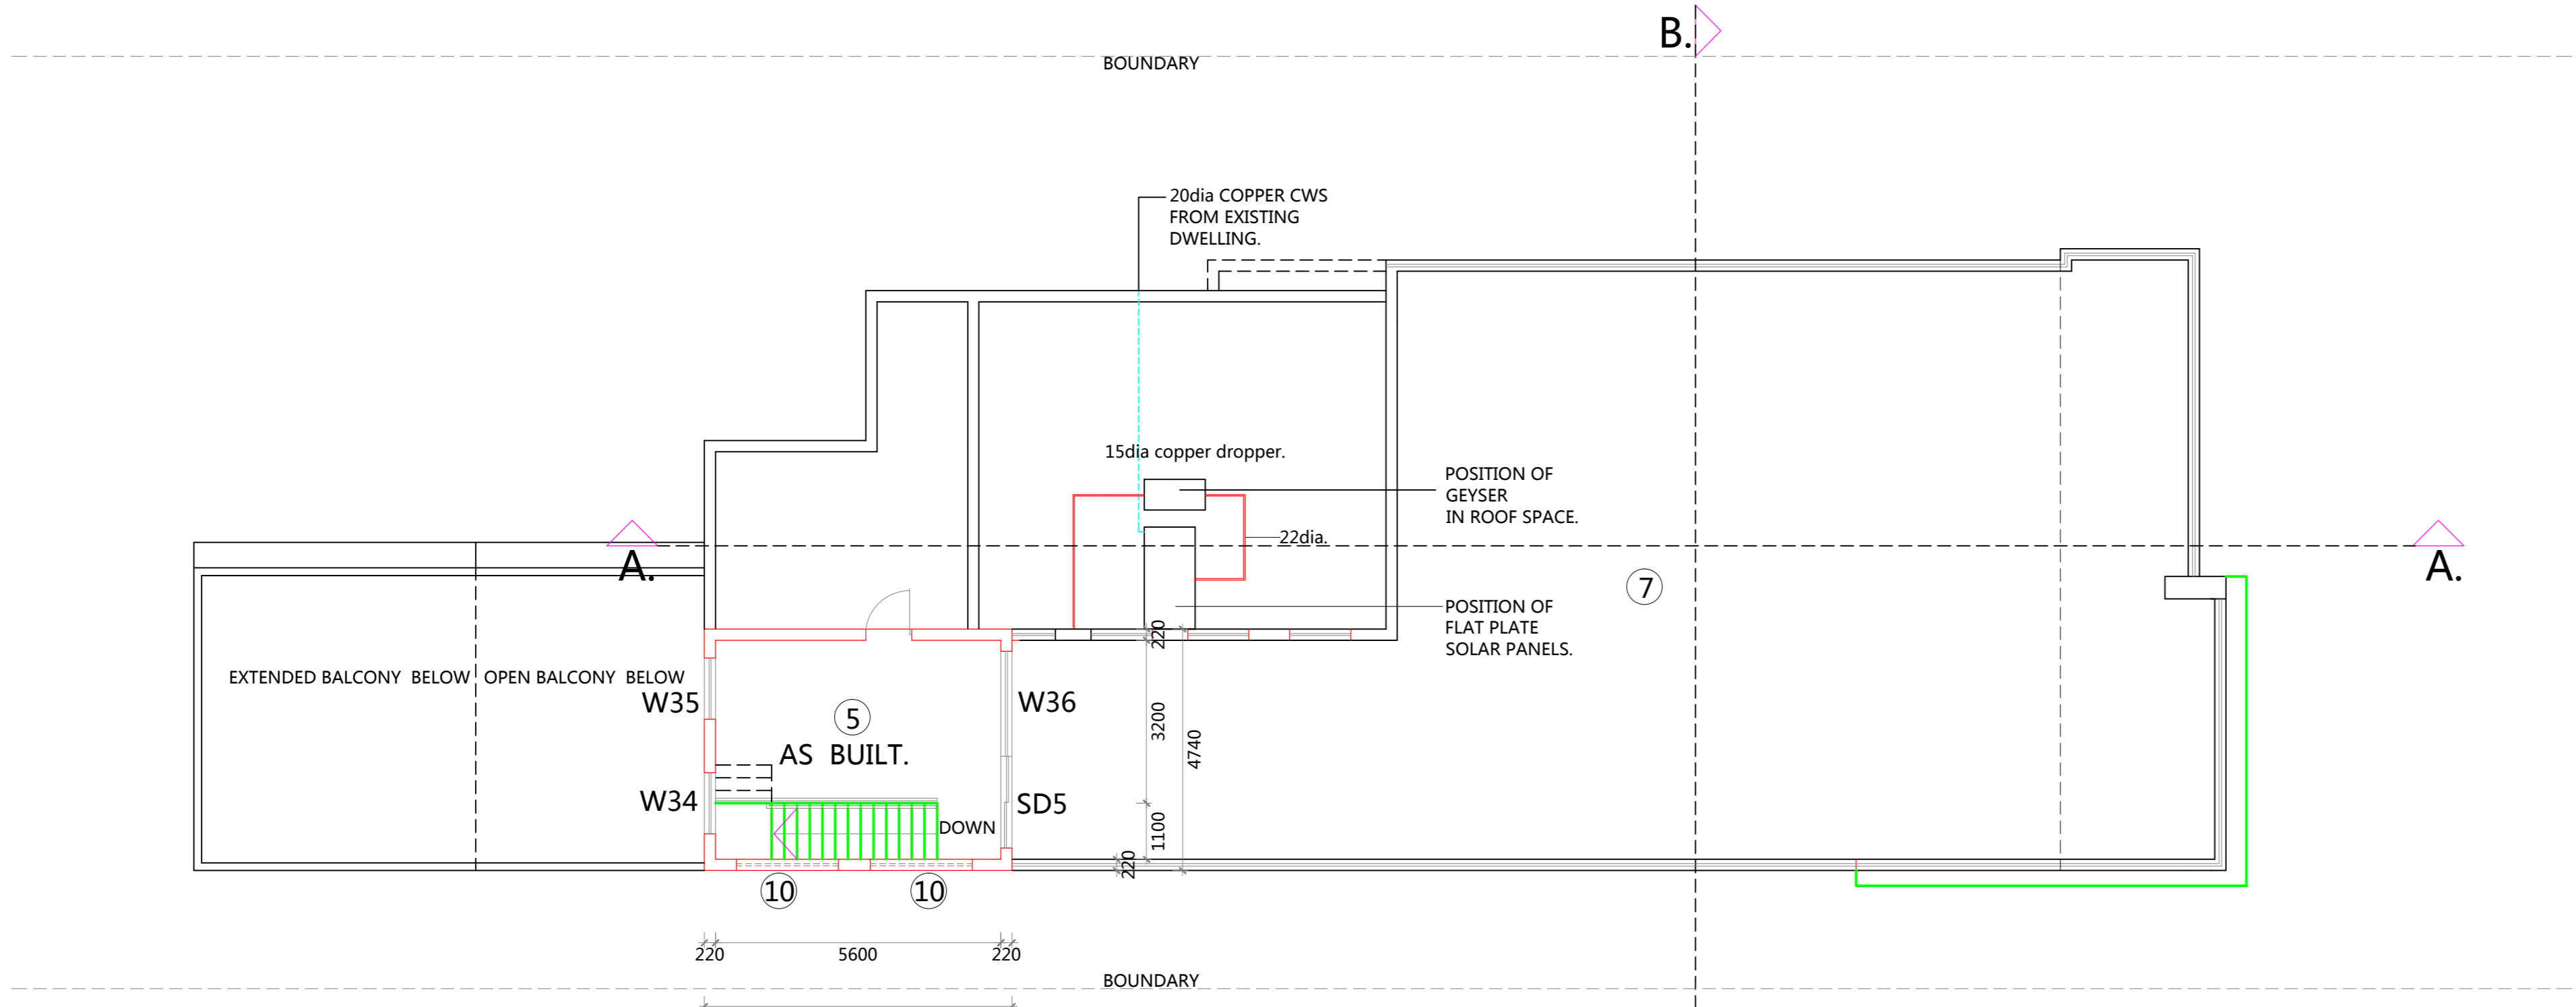 B.
BOUNDARY
20dia COPPER CWS
FROM EXISTING
DWELLING.
15dia copper dropper.
POSITION OF
GEYSER
IN ROOF SPACE.
22dia.
A.
A.
7
POSITION OF
FLAT PLATE
SOLAR PANELS.
220
EXTENDED BALCONY BELOW
OPEN BALCONY BELOW
W35
5
W36
3200
4740
AS BUILT.
W34
SD5
DOWN
1100
220
10
10
220
5600
220
BOUNDARY